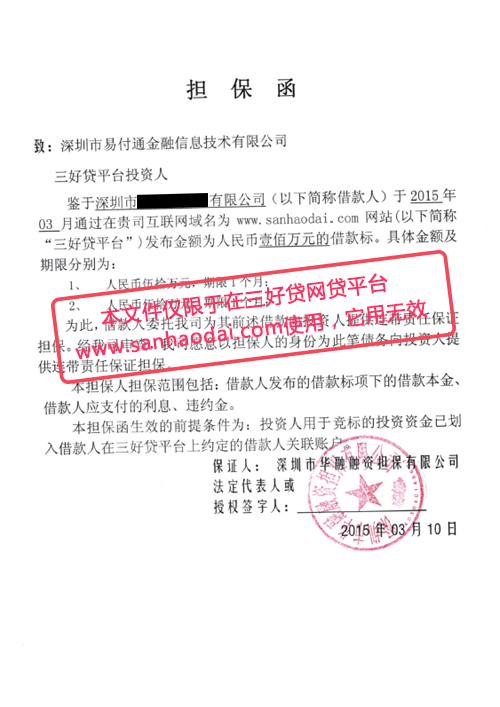 担 保 函
致：深圳市易付通金融信息技术有限公司
三好贷平台投资人
鉴于深圳市 有限公司（以下简称借款人）于 2015 年
03 月通过在贵司互联网域名为 www.sanhaodai.com 网站(以下简称
“三好贷平台”)发布金额为人民币壹佰万元的借款标。具体金额及
期限分别为：
1、 人民币伍拾万元，期限 1 个月；
2、 人民币伍拾万元，期限 个月。
本文件仅限于在三好贷网贷平台
www.sanhaodai.com使用，它用无效
为此，借款人委托我司为其前述借款 投资人提供连带责任保证
担保。经我司 ，我司愿意以担保人的身份为此笔债务向投资人提
供连带责任保证担保。
本担保人担保范围包括：借款人发布的借款标项下的借款本金、
借款人应支付的利息、违约金。
本担保函生效的前提条件为：投资人用于竞标的投资资金已划
入借款人在三好贷平台上约定的借款人关联账户
保证人： 深圳市华融融资担保有限公司
法定代表人或
授权签字人：
2015 年 03 月 10 日